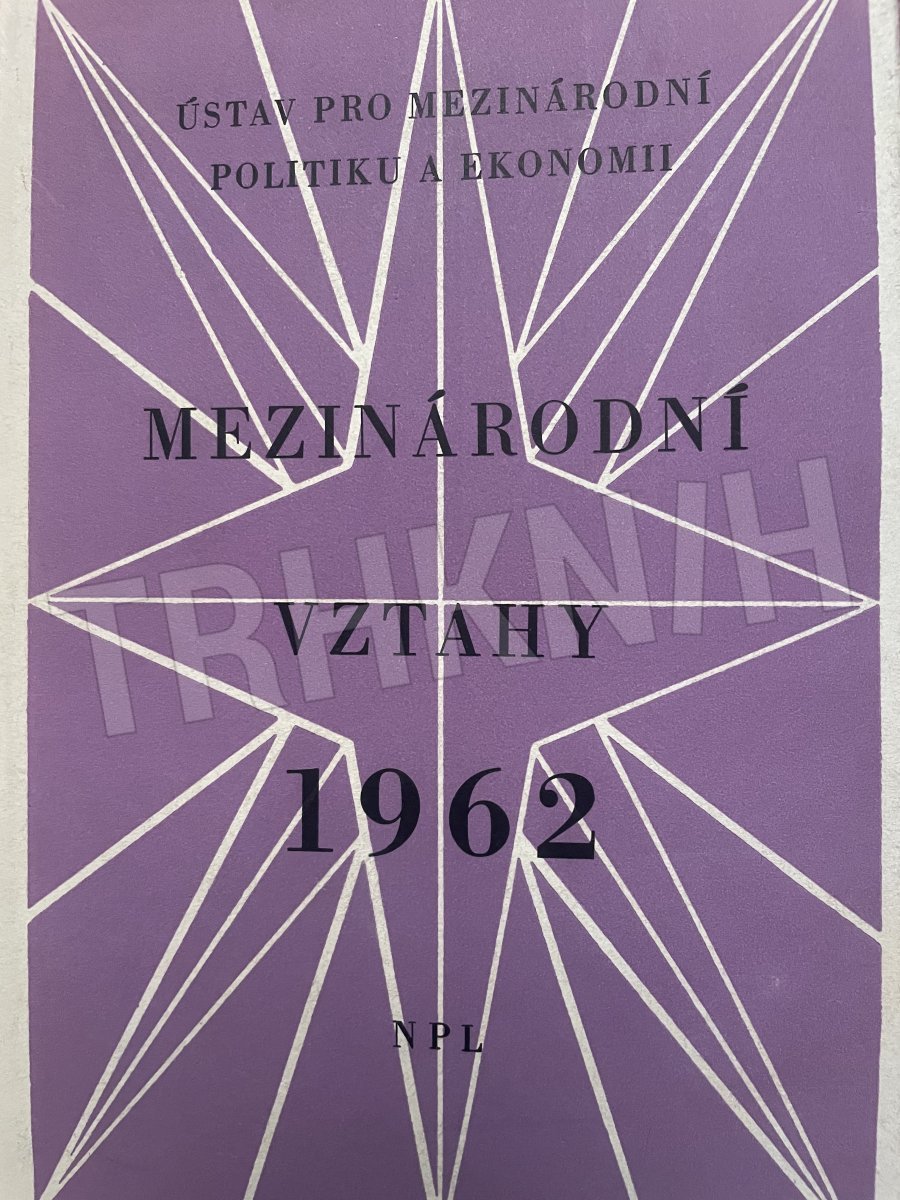 ÚSTAV PRO MEZINÁRODNÍ
POLITIKU A EKONOMII
MEZINÁRODNÍ
TRHKNIH
VZTAHY
1962
NPL